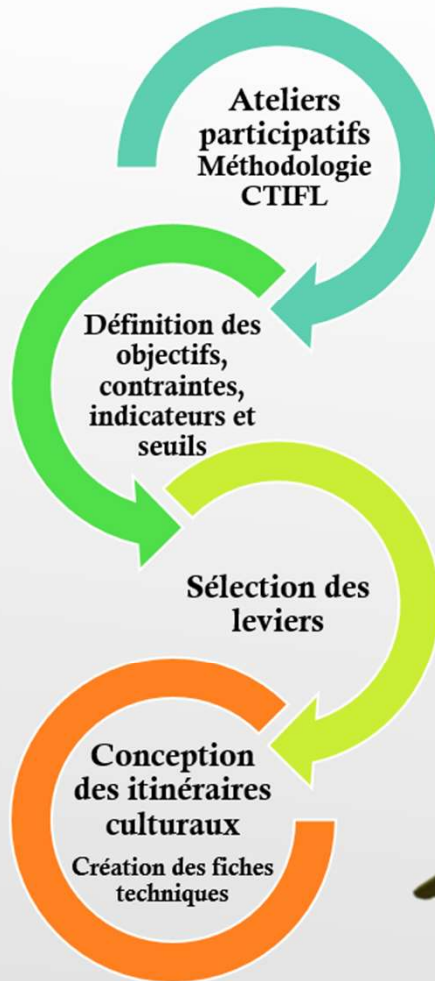 Ateliers
participatifs
Méthodologie
CTIFL
Définition des
objectifs,
contraintes,
indicateurs et
seuils
Sélection des
leviers
Conception
des itinéraires
culturaux
Création des fiches
techniques